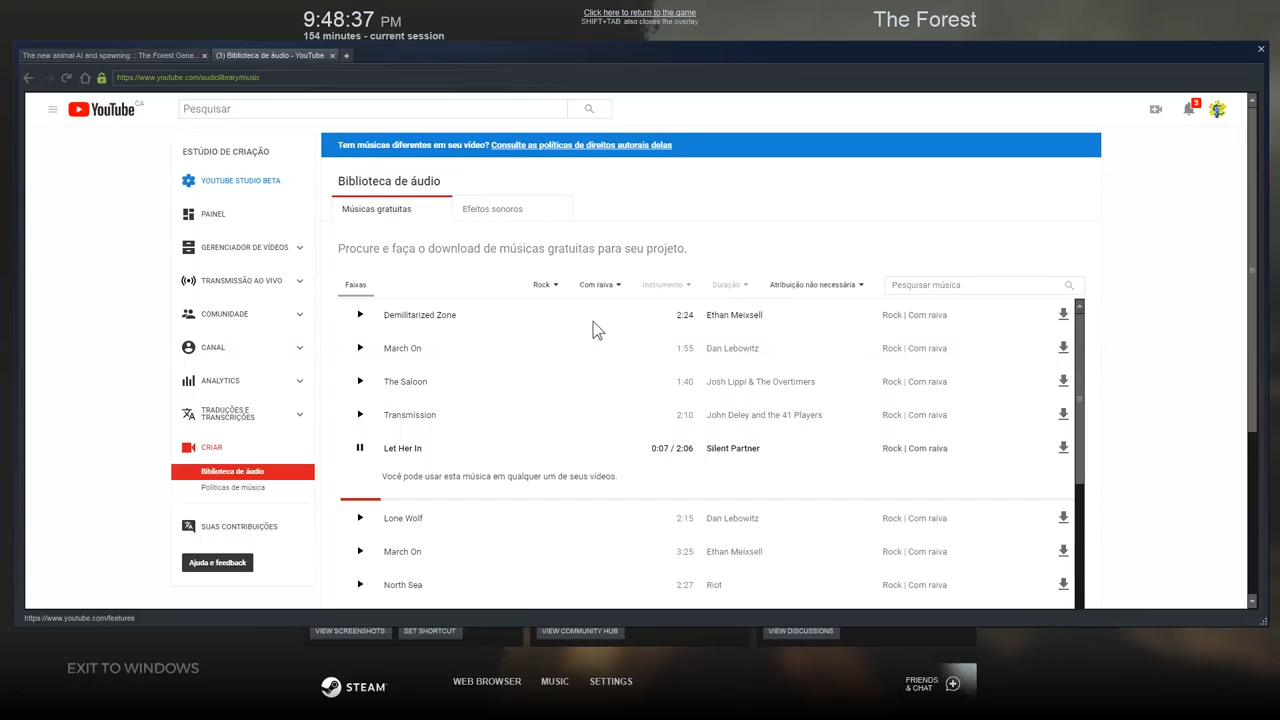 9:48:37 PM
154 minutes - current session
Click here to return to the game
SHIFT+TAB also closes the overlay
The Forest
The new animal AI and spawning :: The Forest Gene...
(3) Biblioteca de áudio - YouTube
https://www.youtube.com/audiolibrary/music
YouTube CA
Pesquisar
3
ESTÚDIO DE CRIAÇÃO
YOUTUBE STUDIO BETA
PAINEL
GERENCIADOR DE VÍDEOS
TRANSMISSÃO AO VIVO
COMUNIDADE
CANAL
ANALYTICS
TRADUÇÕES E
TRANSCRIÇÕES
CRIAR
Biblioteca de áudio
Políticas de música
SUAS CONTRIBUIÇÕES
Ajuda e feedback
Tem músicas diferentes em seu vídeo? Consulte as políticas de direitos autorais delas
Biblioteca de áudio
Músicas gratuitas
Efeitos sonoros
Procure e faça o download de músicas gratuitas para seu projeto.
Faixas
Rock
Com raiva
Instrumento
Duração
Atribuição não necessária
Pesquisar música
Demilitarized Zone 2:24 Ethan Meixsell Rock | Com raiva
March On 1:55 Dan Lebowitz Rock | Com raiva
The Saloon 1:40 Josh Lippi & The Overtimers Rock | Com raiva
Transmission 2:10 John Deley and the 41 Players Rock | Com raiva
Let Her In 0:07 / 2:06 Silent Partner Rock | Com raiva
Você pode usar esta música em qualquer um de seus vídeos.
Lone Wolf 2:15 Dan Lebowitz Rock | Com raiva
March On 3:25 Ethan Meixsell Rock | Com raiva
North Sea 2:27 Riot Rock | Com raiva
https://www.youtube.com/features
VIEW SCREENSHOTS
SET SHORTCUT
VIEW COMMUNITY HUB
VIEW DISCUSSIONS
EXIT TO WINDOWS
STEAM
WEB BROWSER
MUSIC
SETTINGS
FRIENDS
& CHAT